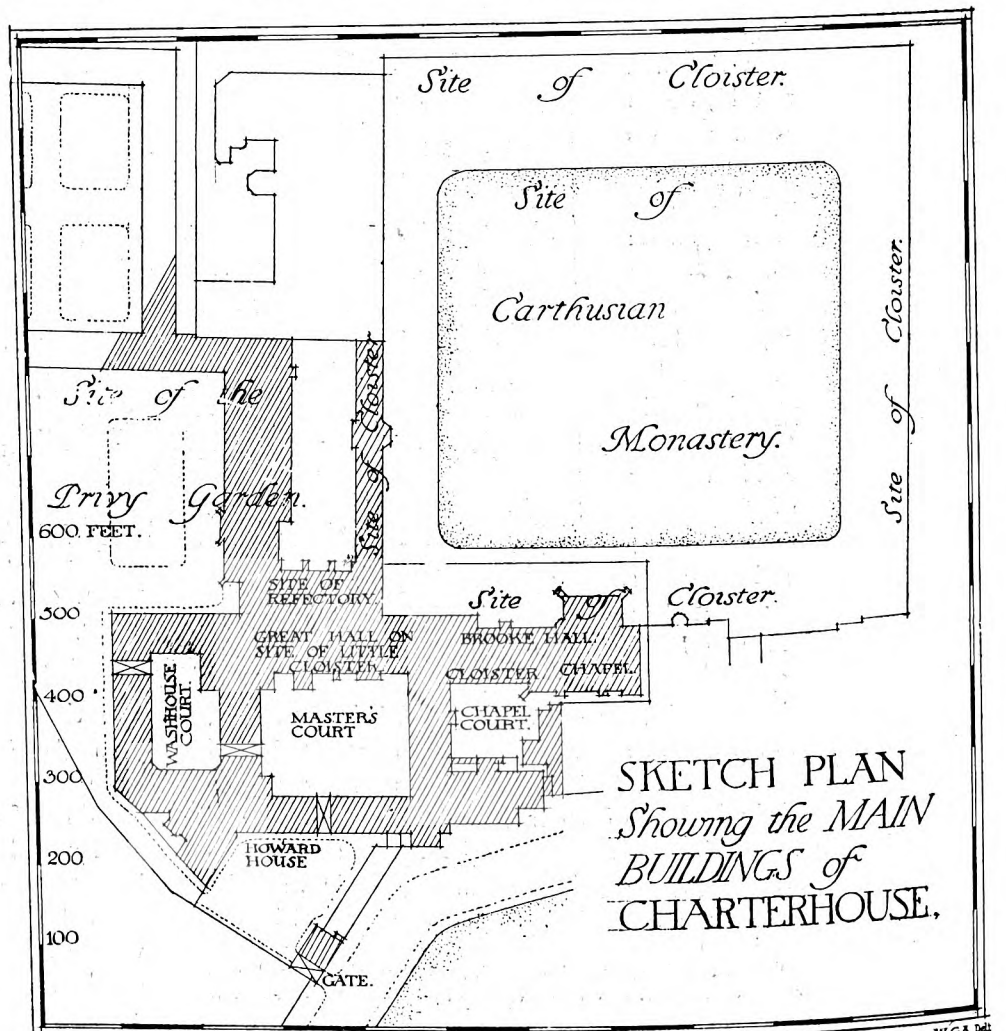 Site of Cloister.
Site of
Carthusian
Monastery.
Site of Cloister.
Site of Cloister
Site of the
Privy Garden.
600 FEET.
500
400
300
200
100
SITE OF
REFECTORY.
Site of Cloister.
GREAT HALL ON
SITE OF LITTLE
CLOISTER.
BROOKE HALL.
CLOISTER
CHAPEL
WASHHOUSE
COURT.
MASTER'S
COURT
CHAPEL
COURT.
HOWARD
HOUSE
GATE.
SKETCH PLAN
Showing the MAIN
BUILDINGS of
CHARTERHOUSE.